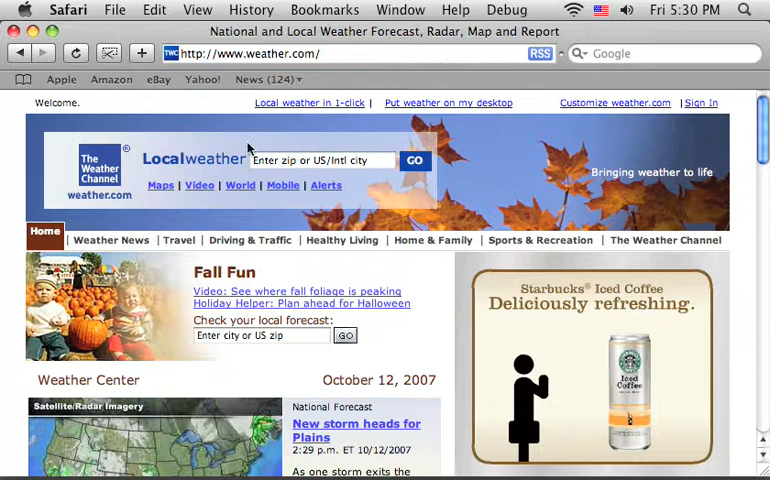 Safari File Edit View History Bookmarks Window Help Debug Fri 5:30 PM
National and Local Weather Forecast, Radar, Map and Report
TWC http://www.weather.com/ RSS Google
Apple Amazon eBay Yahoo! News (124)
Welcome. Local weather in 1-click | Put weather on my desktop Customize weather.com | Sign In
The
Weather
Channel
®
weather.com
Localweather Enter zip or US/Intl city GO
Maps | Video | World | Mobile | Alerts
Bringing weather to life
Home | Weather News | Travel | Driving & Traffic | Healthy Living | Home & Family | Sports & Recreation | The Weather Channel
Fall Fun
Video: See where fall foliage is peaking
Holiday Helper: Plan ahead for Halloween
Check your local forecast:
Enter city or US zip GO
Starbucks® Iced Coffee
Deliciously refreshing.
Iced
Coffee
Weather Center October 12, 2007
Satellite/Radar Imagery
National Forecast
New storm heads for
Plains
2:29 p.m. ET 10/12/2007
As one storm exits the